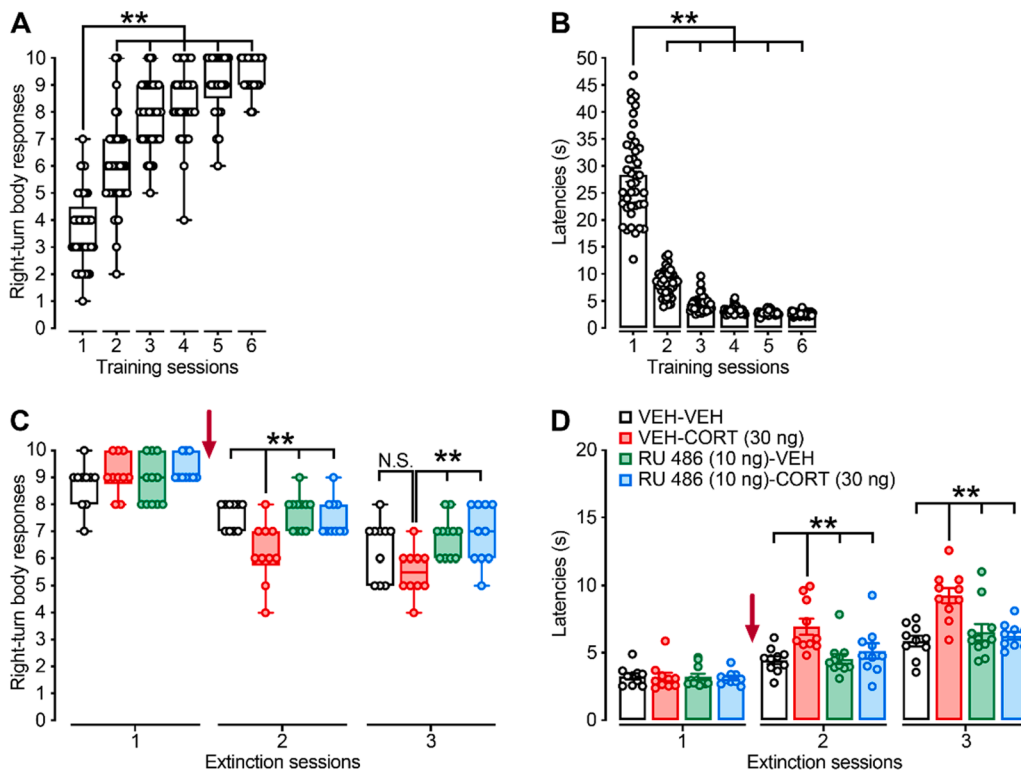 A
**
Right-turn body responses
10
9
8
7
6
5
4
3
2
1
0
1 2 3 4 5 6
Training sessions
B
**
Latencies (s)
50
45
40
35
30
25
20
15
10
5
0
1 2 3 4 5 6
Training sessions
C
Right-turn body responses
10
9
8
7
6
5
4
3
2
1
0
**
N.S.
**
1 2 3
Extinction sessions
D
VEH-VEH
VEH-CORT (30 ng)
RU 486 (10 ng)-VEH
RU 486 (10 ng)-CORT (30 ng)
Latencies (s)
20
15
10
5
0
**
**
1 2 3
Extinction sessions